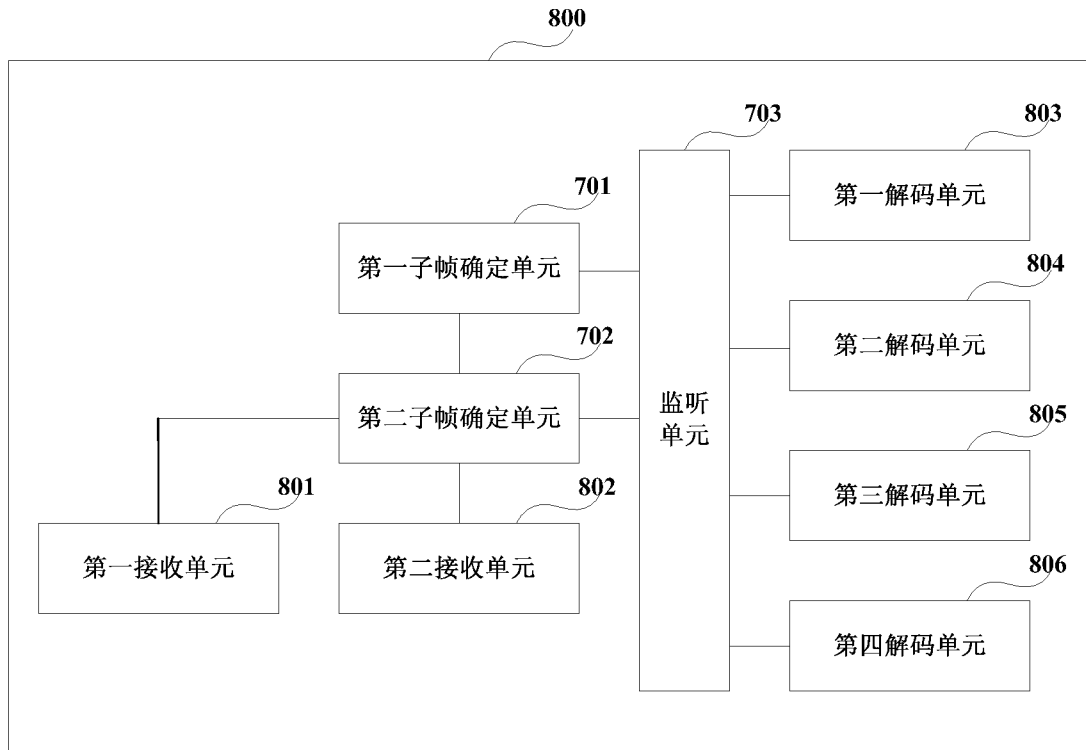 800
703
803
第一解码单元
701
第一子帧确定单元
804
第二解码单元
702
第二子帧确定单元
监听
单元
805
第三解码单元
801
第一接收单元
802
第二接收单元
806
第四解码单元